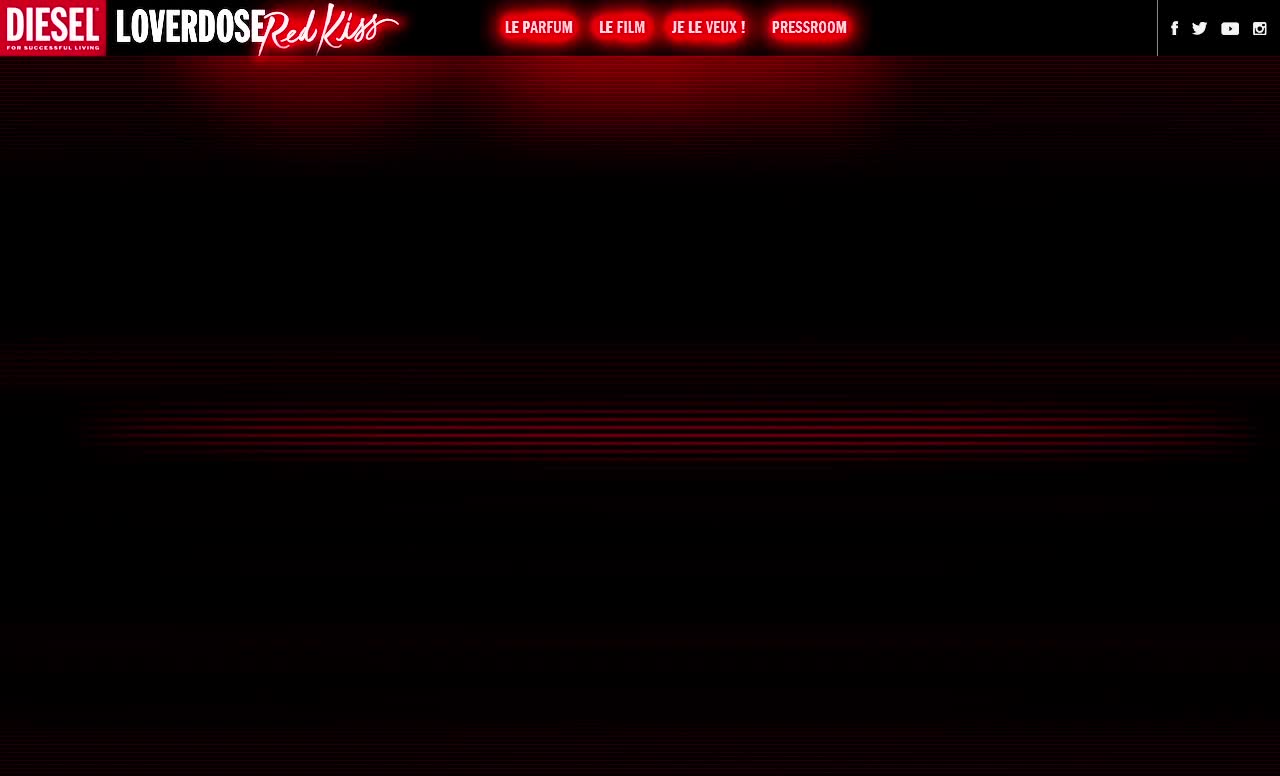 DIESEL
FOR SUCCESSFUL LIVING
LOVERDOSE Red Kiss
LE PARFUM LE FILM JE LE VEUX ! PRESSROOM